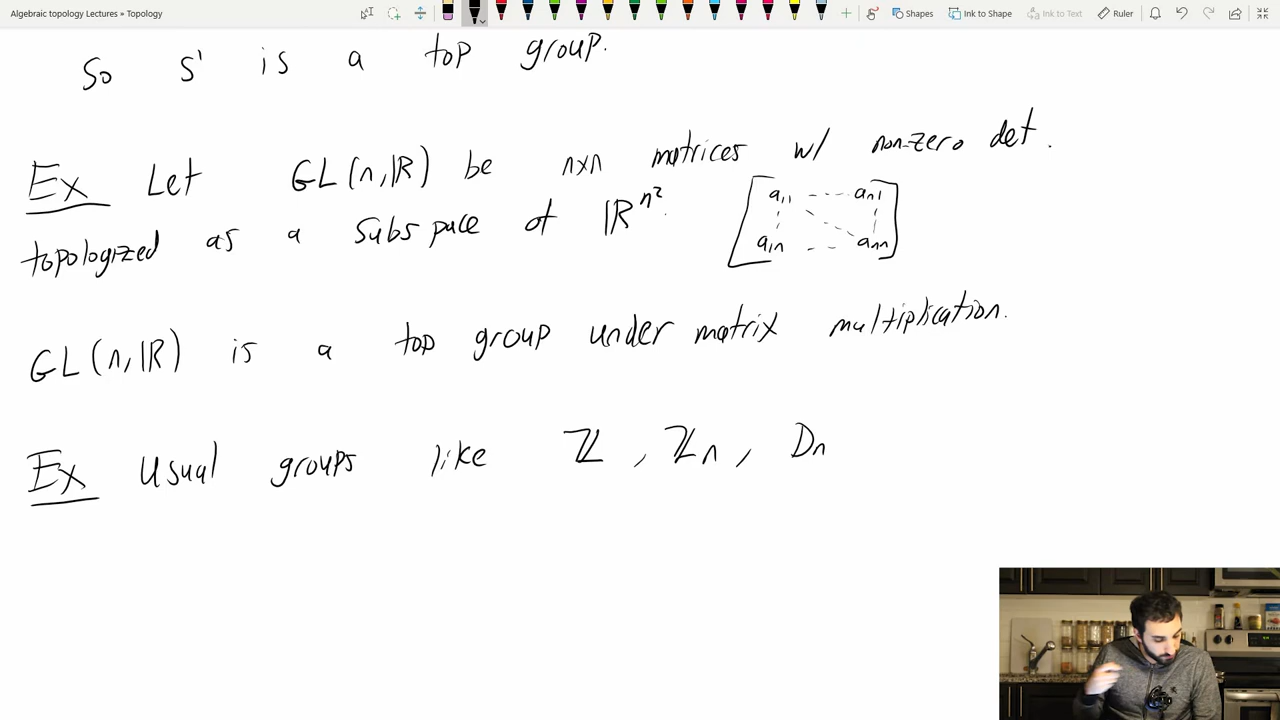 Algebraic topology Lectures » Topology
Shapes Ink to Shape Ink to Text Ruler
So S¹ is a top group.
Ex Let GL(n,ℝ) be n×n matrices w/ non-zero det.
topologized as a subspace of ℝⁿ².
a₁₁ -- aₙ₁
a₁ₙ -- aₙₙ
GL(n,ℝ) is a top group under matrix multiplication.
Ex Usual groups like ℤ, ℤₙ, Dₙ